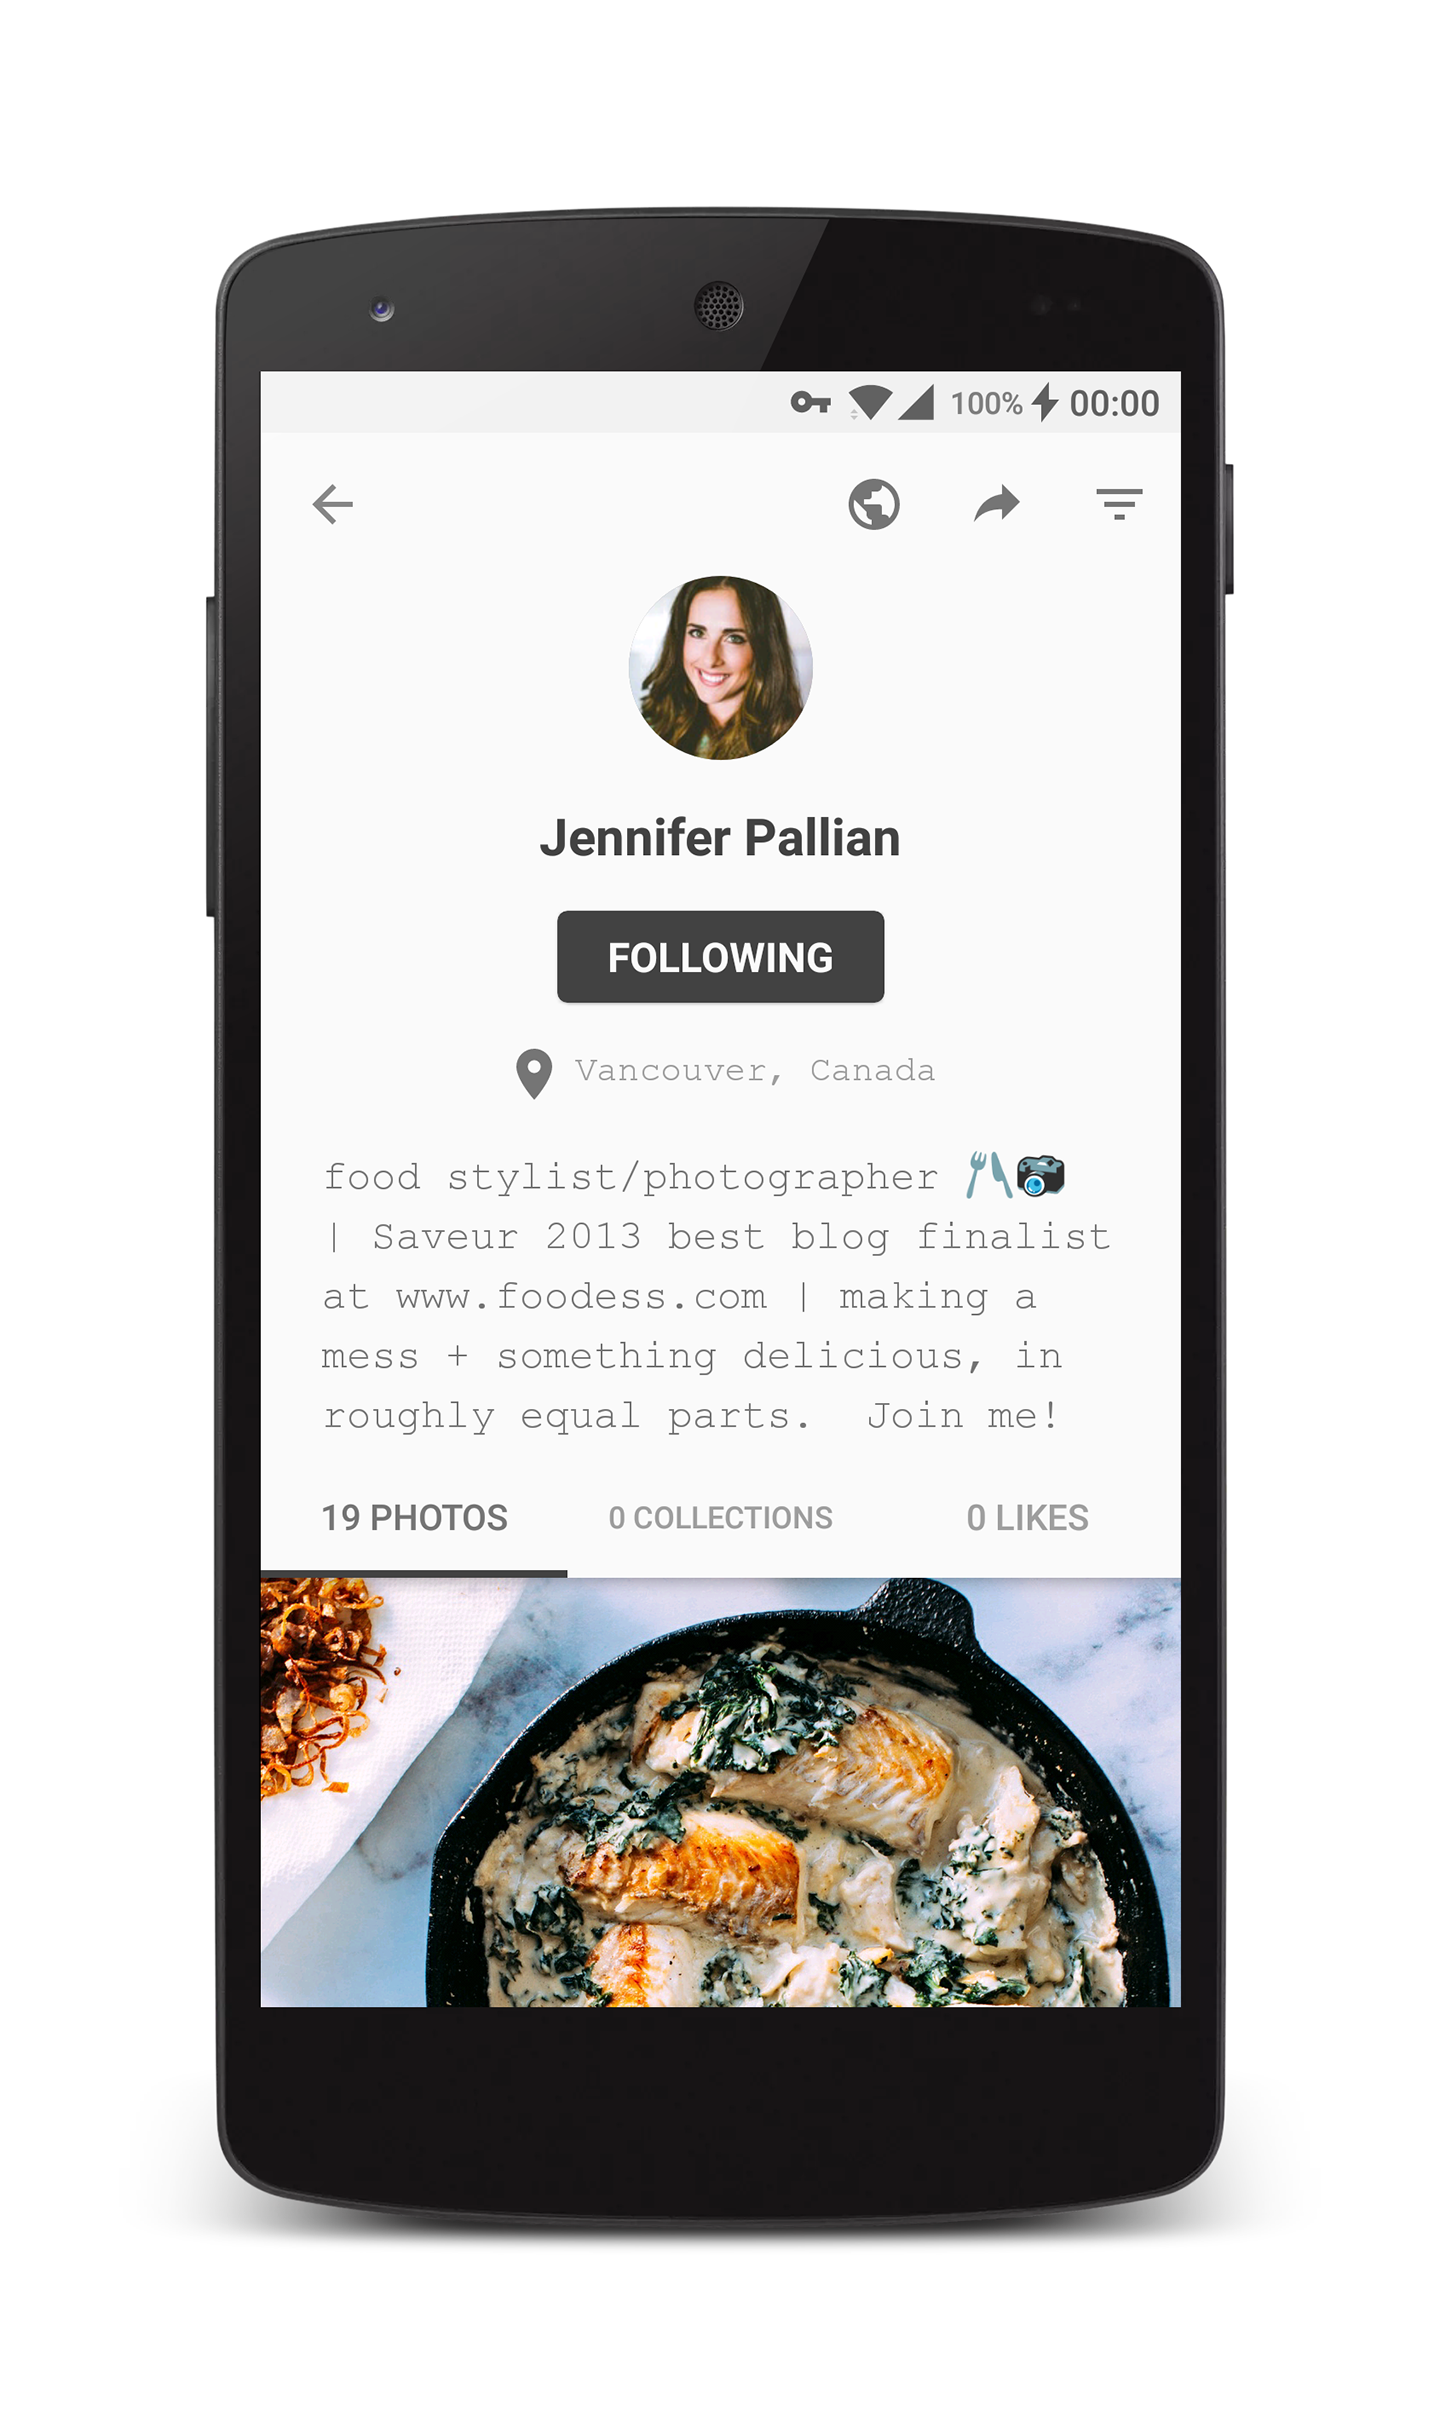 100% 00:00
Jennifer Pallian
FOLLOWING
Vancouver, Canada
food stylist/photographer 🍴📷
| Saveur 2013 best blog finalist
at www.foodess.com | making a
mess + something delicious, in
roughly equal parts.  Join me!
19 PHOTOS 0 COLLECTIONS 0 LIKES